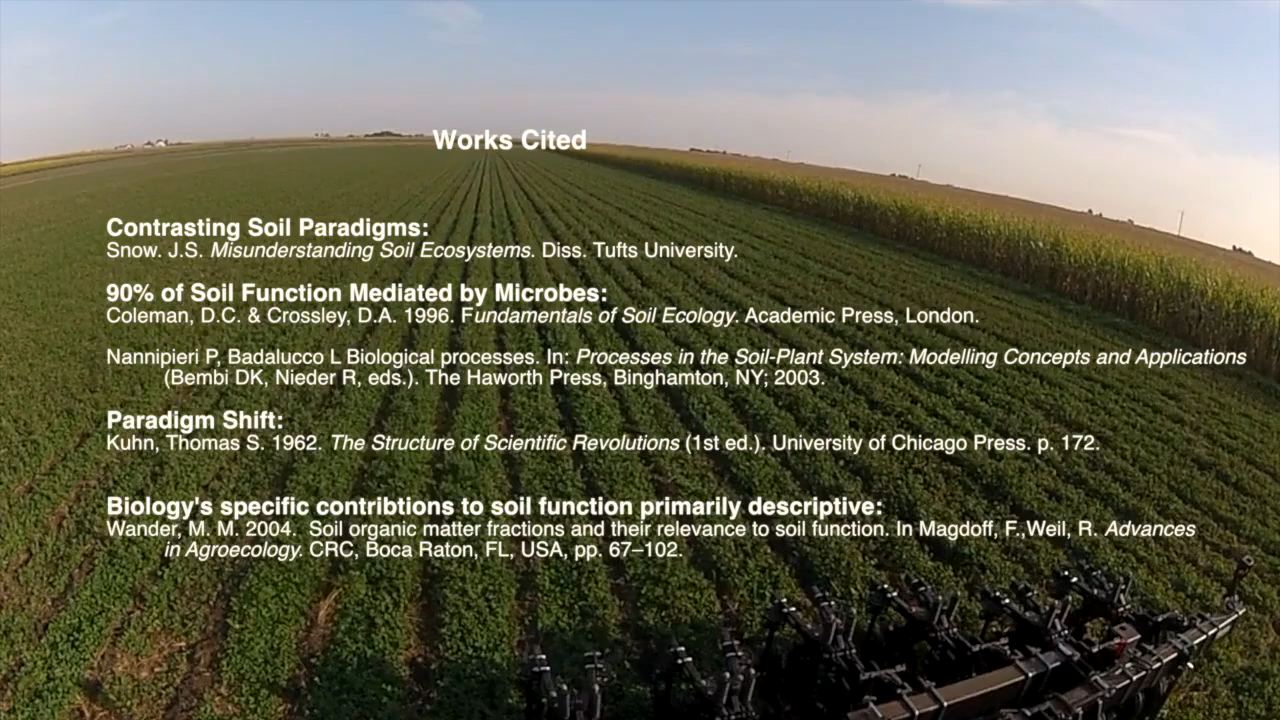 Works Cited
Contrasting Soil Paradigms:
Snow. J.S. Misunderstanding Soil Ecosystems. Diss. Tufts University.
90% of Soil Function Mediated by Microbes:
Coleman, D.C. & Crossley, D.A. 1996. Fundamentals of Soil Ecology. Academic Press, London.
Nannipieri P, Badalucco L Biological processes. In: Processes in the Soil-Plant System: Modelling Concepts and Applications
(Bembi DK, Nieder R, eds.). The Haworth Press, Binghamton, NY; 2003.
Paradigm Shift:
Kuhn, Thomas S. 1962. The Structure of Scientific Revolutions (1st ed.). University of Chicago Press. p. 172.
Biology's specific contribtions to soil function primarily descriptive:
Wander, M. M. 2004. Soil organic matter fractions and their relevance to soil function. In Magdoff, F.,Weil, R. Advances
in Agroecology. CRC, Boca Raton, FL, USA, pp. 67–102.